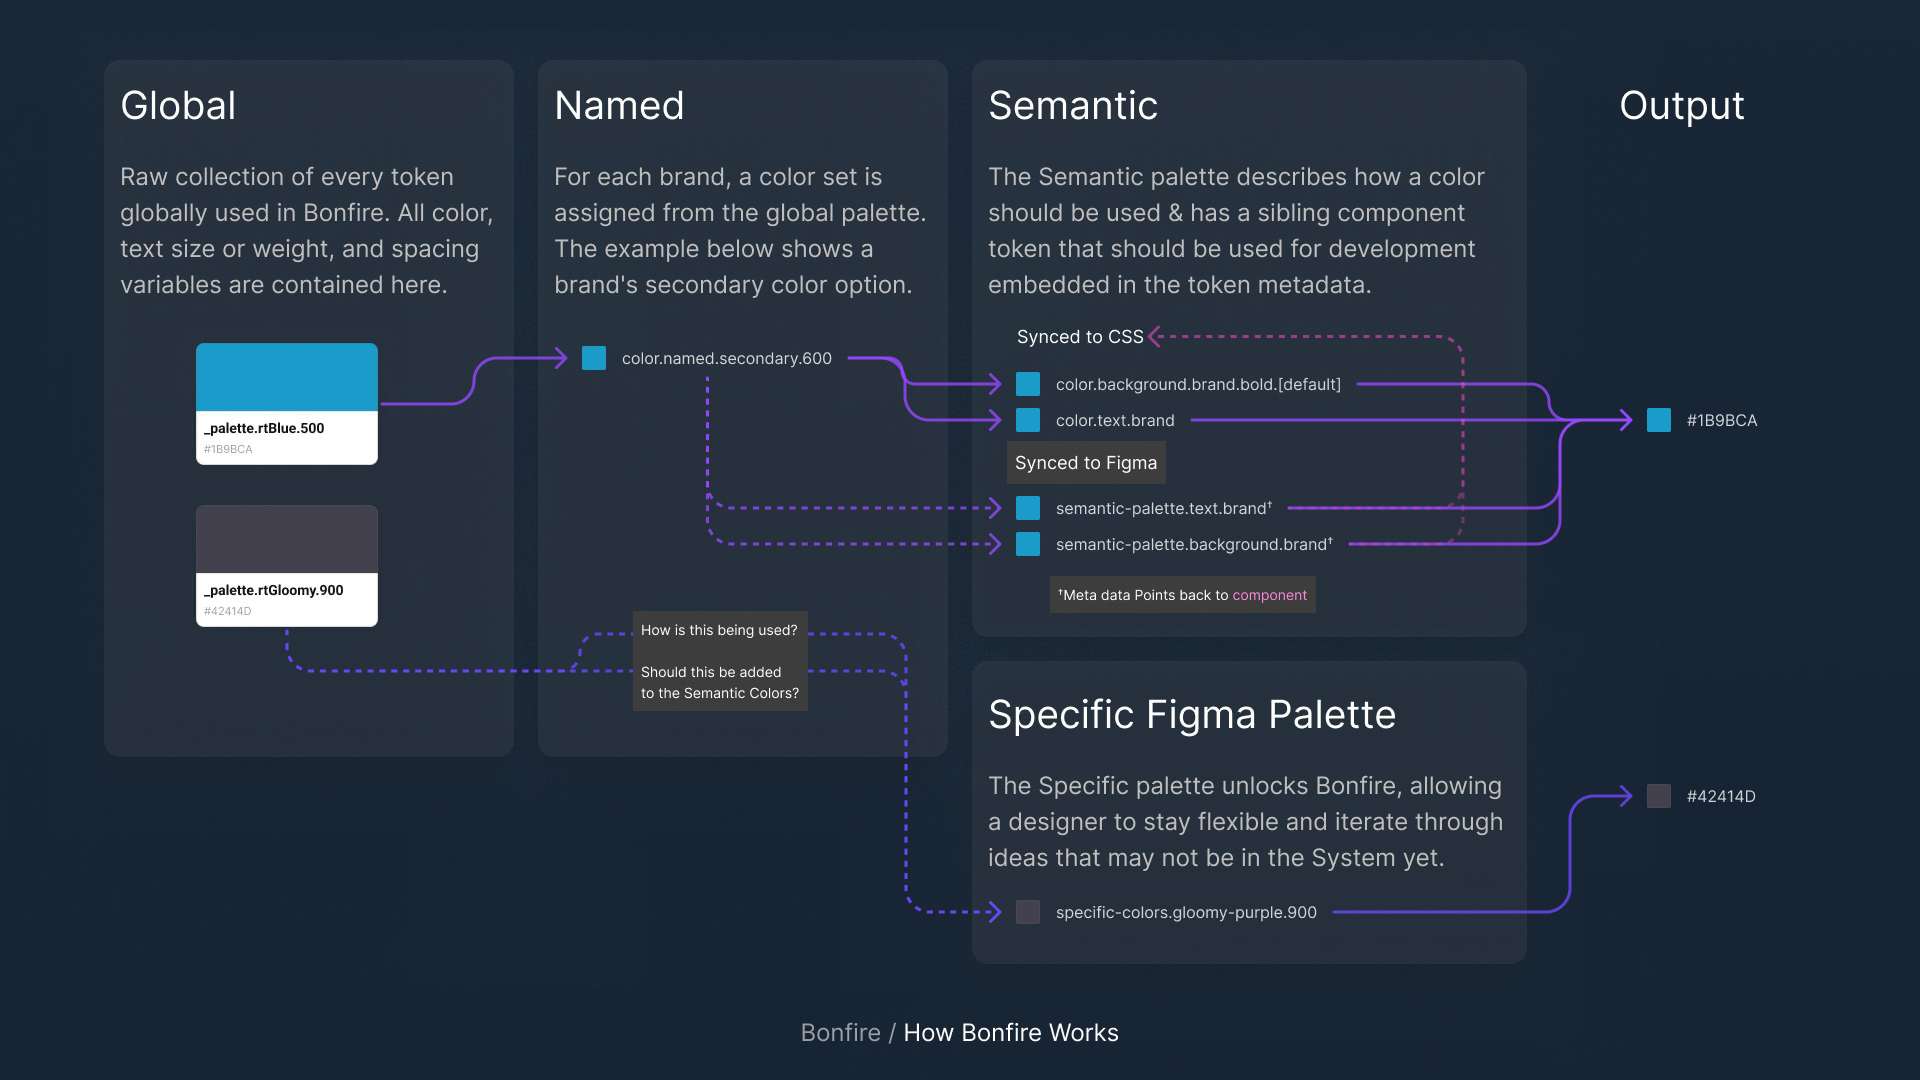 Global
Raw collection of every token
globally used in Bonfire. All color,
text size or weight, and spacing
variables are contained here.
_palette.rtBlue.500
#1B9BCA
_palette.rtGloomy.900
#42414D
Named
For each brand, a color set is
assigned from the global palette.
The example below shows a
brand's secondary color option.
color.named.secondary.600
How is this being used?
Should this be added
to the Semantic Colors?
Semantic
The Semantic palette describes how a color
should be used & has a sibling component
token that should be used for development
embedded in the token metadata.
Synced to CSS
color.background.brand.bold.[default]
color.text.brand
Synced to Figma
semantic-palette.text.brand†
semantic-palette.background.brand†
†Meta data Points back to component
Specific Figma Palette
The Specific palette unlocks Bonfire, allowing
a designer to stay flexible and iterate through
ideas that may not be in the System yet.
specific-colors.gloomy-purple.900
Output
#1B9BCA
#42414D
Bonfire / How Bonfire Works